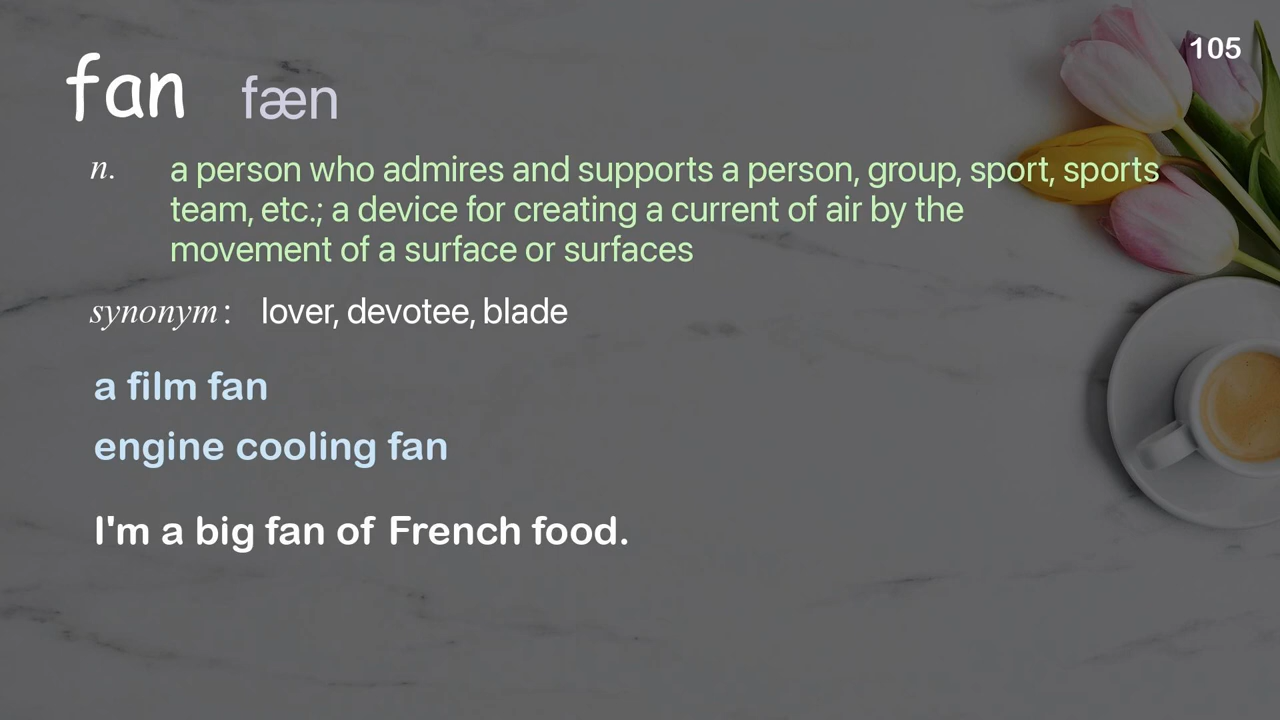 105
fan fæn
n. a person who admires and supports a person, group, sport, sports
team, etc.; a device for creating a current of air by the
movement of a surface or surfaces
synonym: lover, devotee, blade
a film fan
engine cooling fan
I'm a big fan of French food.